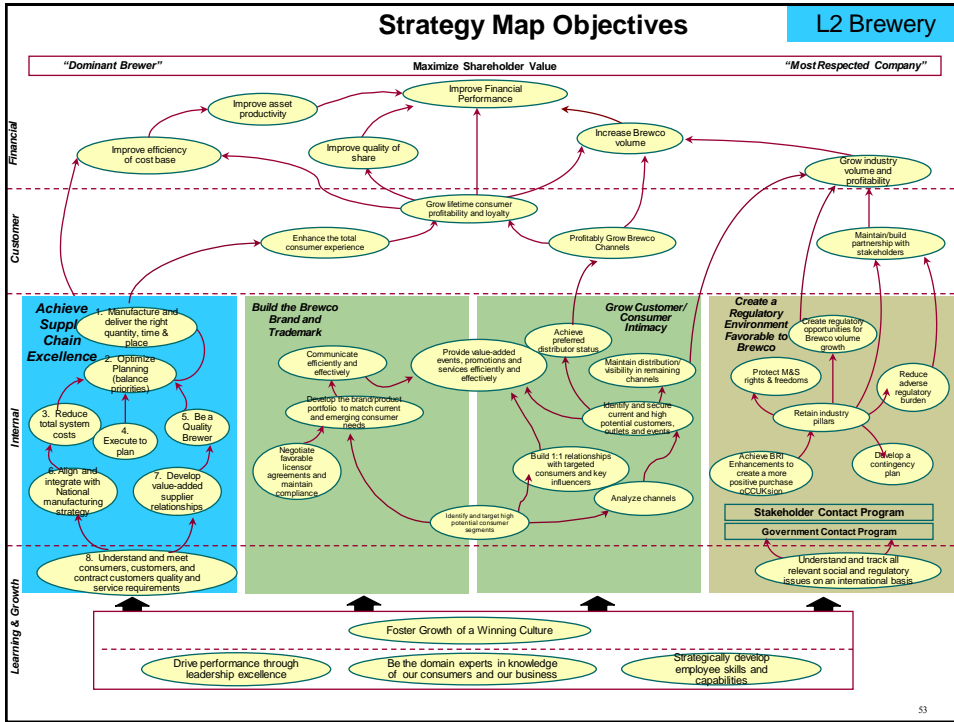 Strategy Map Objectives
L2 Brewery
“Dominant Brewer”
Maximize Shareholder Value
“Most Respected Company”
Financial
Improve Financial
Performance
Improve asset
productivity
Increase Brewco
volume
Improve efficiency
of cost base
Improve quality of
share
Grow industry
volume and
profitability
Customer
Grow lifetime consumer
profitability and loyalty
Enhance the total
consumer experience
Profitably Grow Brewco
Channels
Maintain/build
partnership with
stakeholders
Internal
Achieve
Supply
Chain
Excellence
1. Manufacture and
deliver the right
quantity, time &
place
2. Optimize
Planning
(balance
priorities)
3. Reduce
total system
costs
4.
Execute to
plan
5. Be a
Quality
Brewer
6. Align and
integrate with
National
manufacturing
strategy
7. Develop
value-added
supplier
relationships
8. Understand and meet
consumers, customers, and
contract customers quality and
service requirements
Build the Brewco
Brand and
Trademark
Communicate
efficiently and
effectively
Provide value-added
events, promotions and
services efficiently and
effectively
Develop the brand/product
portfolio to match current
and emerging consumer
needs
Negotiate
favorable
licensor
agreements
and maintain
compliance
Identify and target high
potential consumer
segments
Grow Customer/
Consumer
Intimacy
Achieve
preferred
distributor status
Maintain distribution/
visibility in remaining
channels
Identify and secure
current and high
potential customers,
outlets and events
Build 1:1 relationships
with targeted
consumers and key
influencers
Analyze channels
Create a
Regulatory
Environment
Favorable to
Brewco
Create regulatory
opportunities for
Brewco volume
growth
Protect M&S
rights & freedoms
Reduce
adverse
regulatory
burden
Retain industry
pillars
Achieve BRI
Enhancements to
create a more
positive purchase
oCCUKsion
Develop a
contingency
plan
Stakeholder Contact Program
Government Contact Program
Understand and track all
relevant social and regulatory
issues on an international basis
Learning & Growth
Foster Growth of a Winning Culture
Drive performance through
leadership excellence
Be the domain experts in knowledge
of our consumers and our business
Strategically develop
employee skills and
capabilities
53